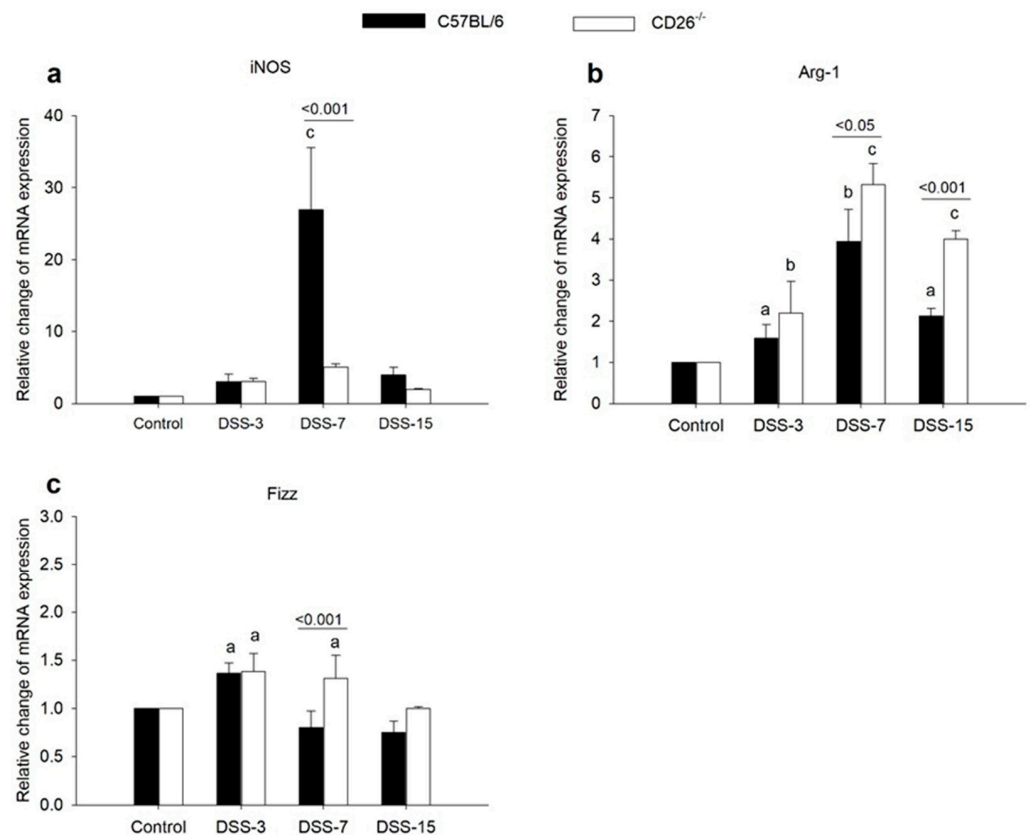 C57BL/6 CD26-/-
a
iNOS
Relative change of mRNA expression
40
30
20
10
0
<0.001
c
Control DSS-3 DSS-7 DSS-15
b
Arg-1
Relative change of mRNA expression
7
6
5
4
3
2
1
0
<0.05
<0.001
a b b c a c
Control DSS-3 DSS-7 DSS-15
c
Fizz
Relative change of mRNA expression
3.0
2.5
2.0
1.5
1.0
0.5
0.0
<0.001
a a a
Control DSS-3 DSS-7 DSS-15